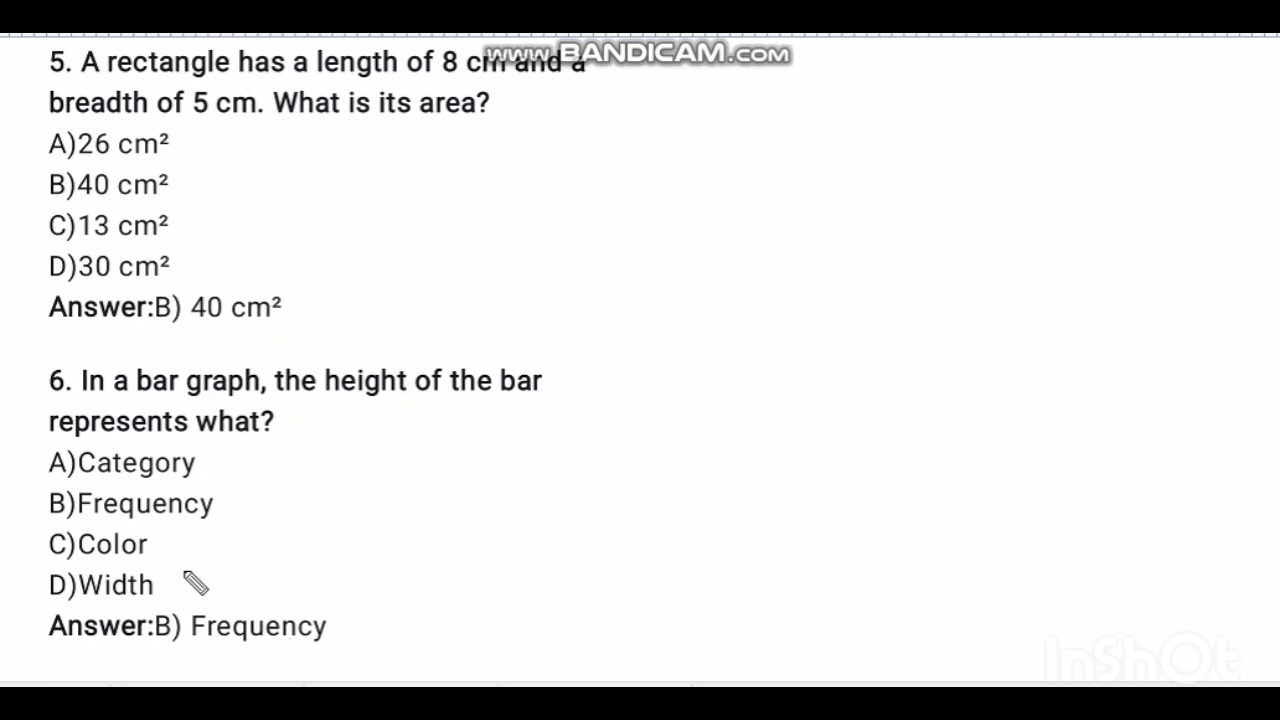 www.BANDICAM.com
5. A rectangle has a length of 8 cm and a
breadth of 5 cm. What is its area?
A)26 cm²
B)40 cm²
C)13 cm²
D)30 cm²
Answer:B) 40 cm²
6. In a bar graph, the height of the bar
represents what?
A)Category
B)Frequency
C)Color
D)Width
Answer:B) Frequency
InShOt